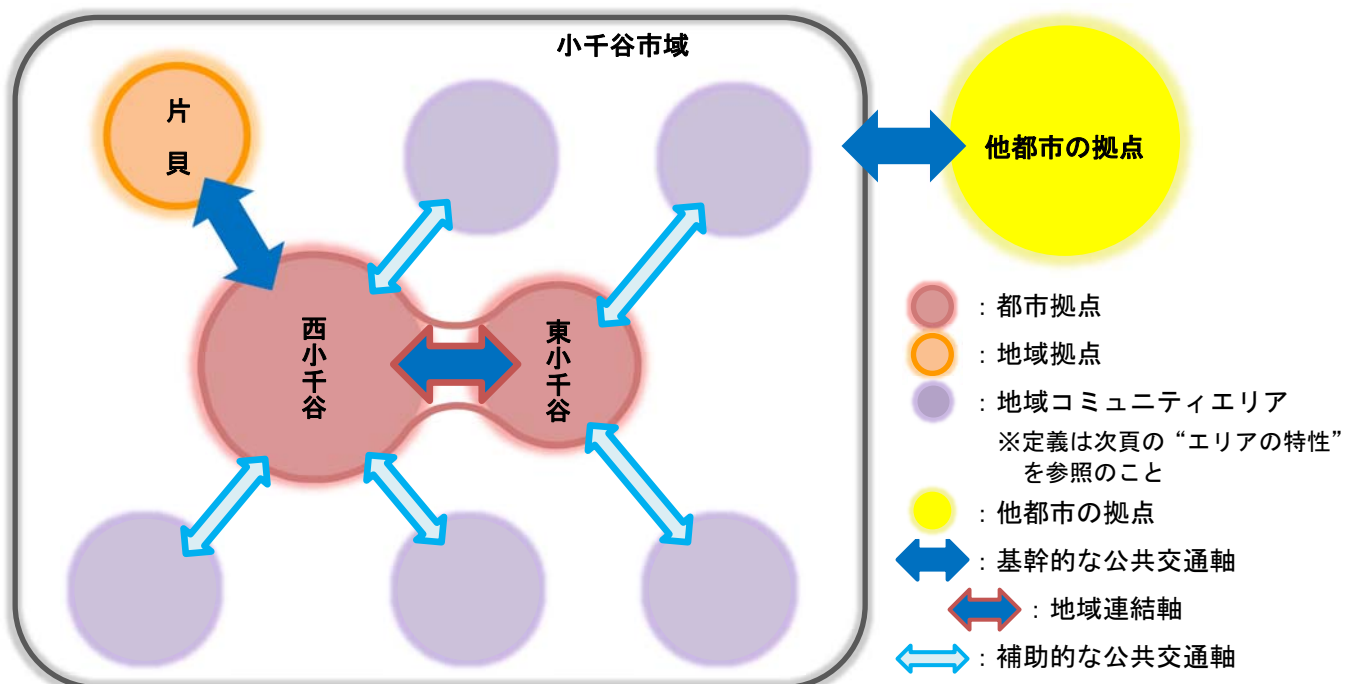 小千谷市域
片貝
西小千谷
東小千谷
他都市の拠点
：都市拠点
：地域拠点
：地域コミュニティエリア
※定義は次頁の“エリアの特性”
を参照のこと
：他都市の拠点
：基幹的な公共交通軸
：地域連結軸
：補助的な公共交通軸